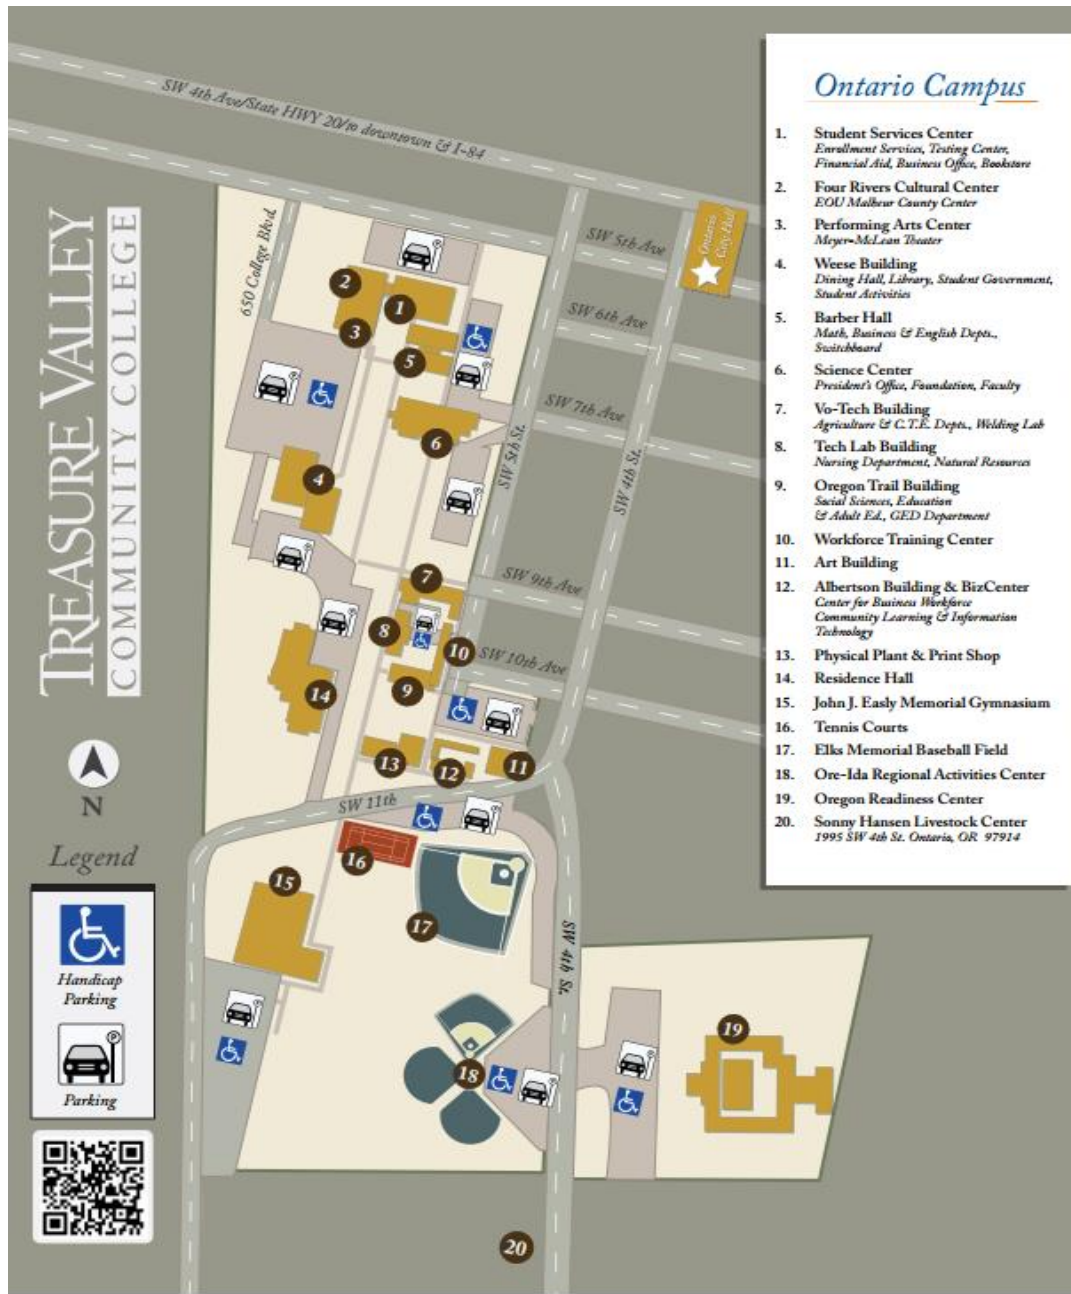 TREASURE VALLEY
COMMUNITY COLLEGE
N
Legend
Handicap
Parking
Parking
SW 4th Ave/State HWY 20/to downtown & I-84
650 College Blvd.
SW 5th Ave
Ontario
City Hall
SW 6th Ave
SW 7th Ave
SW 5th St.
SW 4th St.
SW 9th Ave
SW 10th Ave
SW 11th
SW 4th St.
2
1
3
5
6
4
7
8
10
9
14
13
12
11
16
15
17
18
19
20
Ontario Campus
1. Student Services Center
Enrollment Services, Testing Center,
Financial Aid, Business Office, Bookstore
2. Four Rivers Cultural Center
EOU Malheur County Center
3. Performing Arts Center
Meyer-McLean Theater
4. Weese Building
Dining Hall, Library, Student Government,
Student Activities
5. Barber Hall
Math, Business & English Depts.,
Switchboard
6. Science Center
President's Office, Foundation, Faculty
7. Vo-Tech Building
Agriculture & C.T.E. Depts., Welding Lab
8. Tech Lab Building
Nursing Department, Natural Resources
9. Oregon Trail Building
Social Sciences, Education
& Adult Ed., GED Department
10. Workforce Training Center
11. Art Building
12. Albertson Building & BizCenter
Center for Business Workforce
Community Learning & Information
Technology
13. Physical Plant & Print Shop
14. Residence Hall
15. John J. Easly Memorial Gymnasium
16. Tennis Courts
17. Elks Memorial Baseball Field
18. Ore-Ida Regional Activities Center
19. Oregon Readiness Center
20. Sonny Hansen Livestock Center
1995 SW 4th St. Ontario, OR 97914